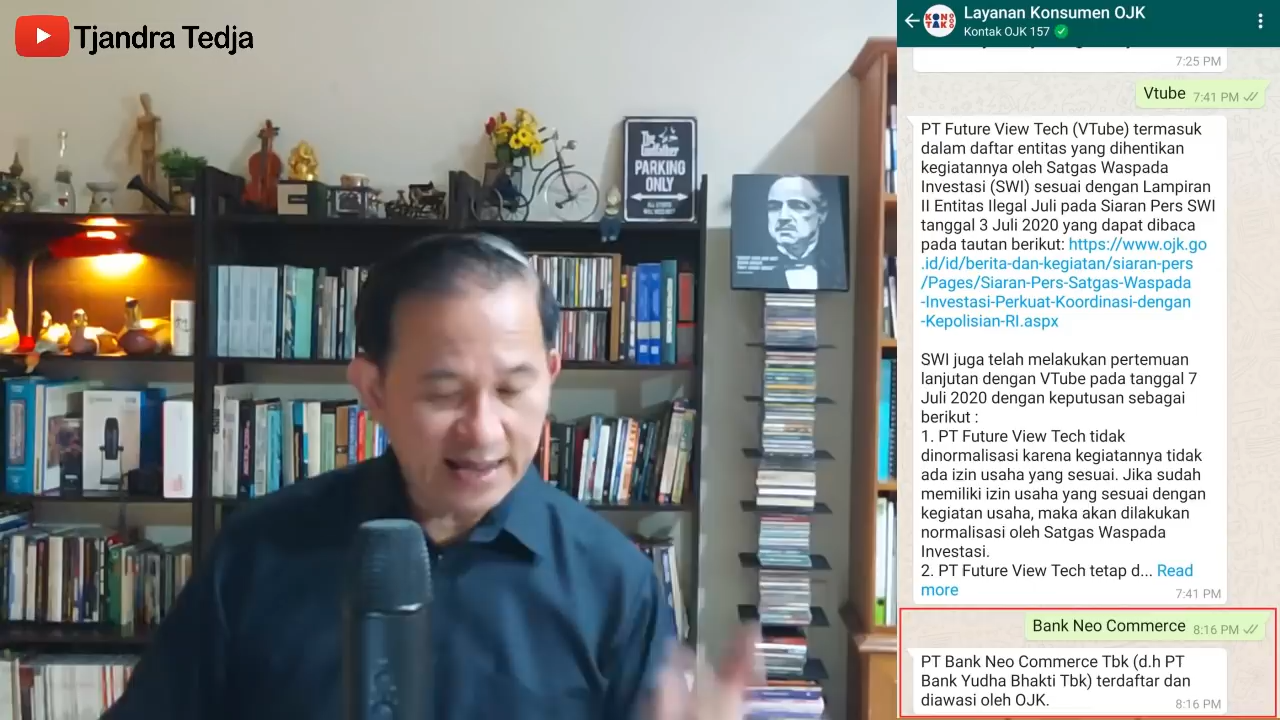 Tjandra Tedja
The
Godfather
PARKING
ONLY
Layanan Konsumen OJK
Kontak OJK 157
7:25 PM
Vtube 7:41 PM
PT Future View Tech (VTube) termasuk
dalam daftar entitas yang dihentikan
kegiatannya oleh Satgas Waspada
Investasi (SWI) sesuai dengan Lampiran
II Entitas Ilegal Juli pada Siaran Pers SWI
tanggal 3 Juli 2020 yang dapat dibaca
pada tautan berikut: https://www.ojk.go
.id/id/berita-dan-kegiatan/siaran-pers
/Pages/Siaran-Pers-Satgas-Waspada
-Investasi-Perkuat-Koordinasi-dengan
-Kepolisian-RI.aspx
SWI juga telah melakukan pertemuan
lanjutan dengan VTube pada tanggal 7
Juli 2020 dengan keputusan sebagai
berikut :
1. PT Future View Tech tidak
dinormalisasi karena kegiatannya tidak
ada izin usaha yang sesuai. Jika sudah
memiliki izin usaha yang sesuai dengan
kegiatan usaha, maka akan dilakukan
normalisasi oleh Satgas Waspada
Investasi.
2. PT Future View Tech tetap d... Read
more 7:41 PM
Bank Neo Commerce 8:16 PM
PT Bank Neo Commerce Tbk (d.h PT
Bank Yudha Bhakti Tbk) terdaftar dan
diawasi oleh OJK.
8:16 PM